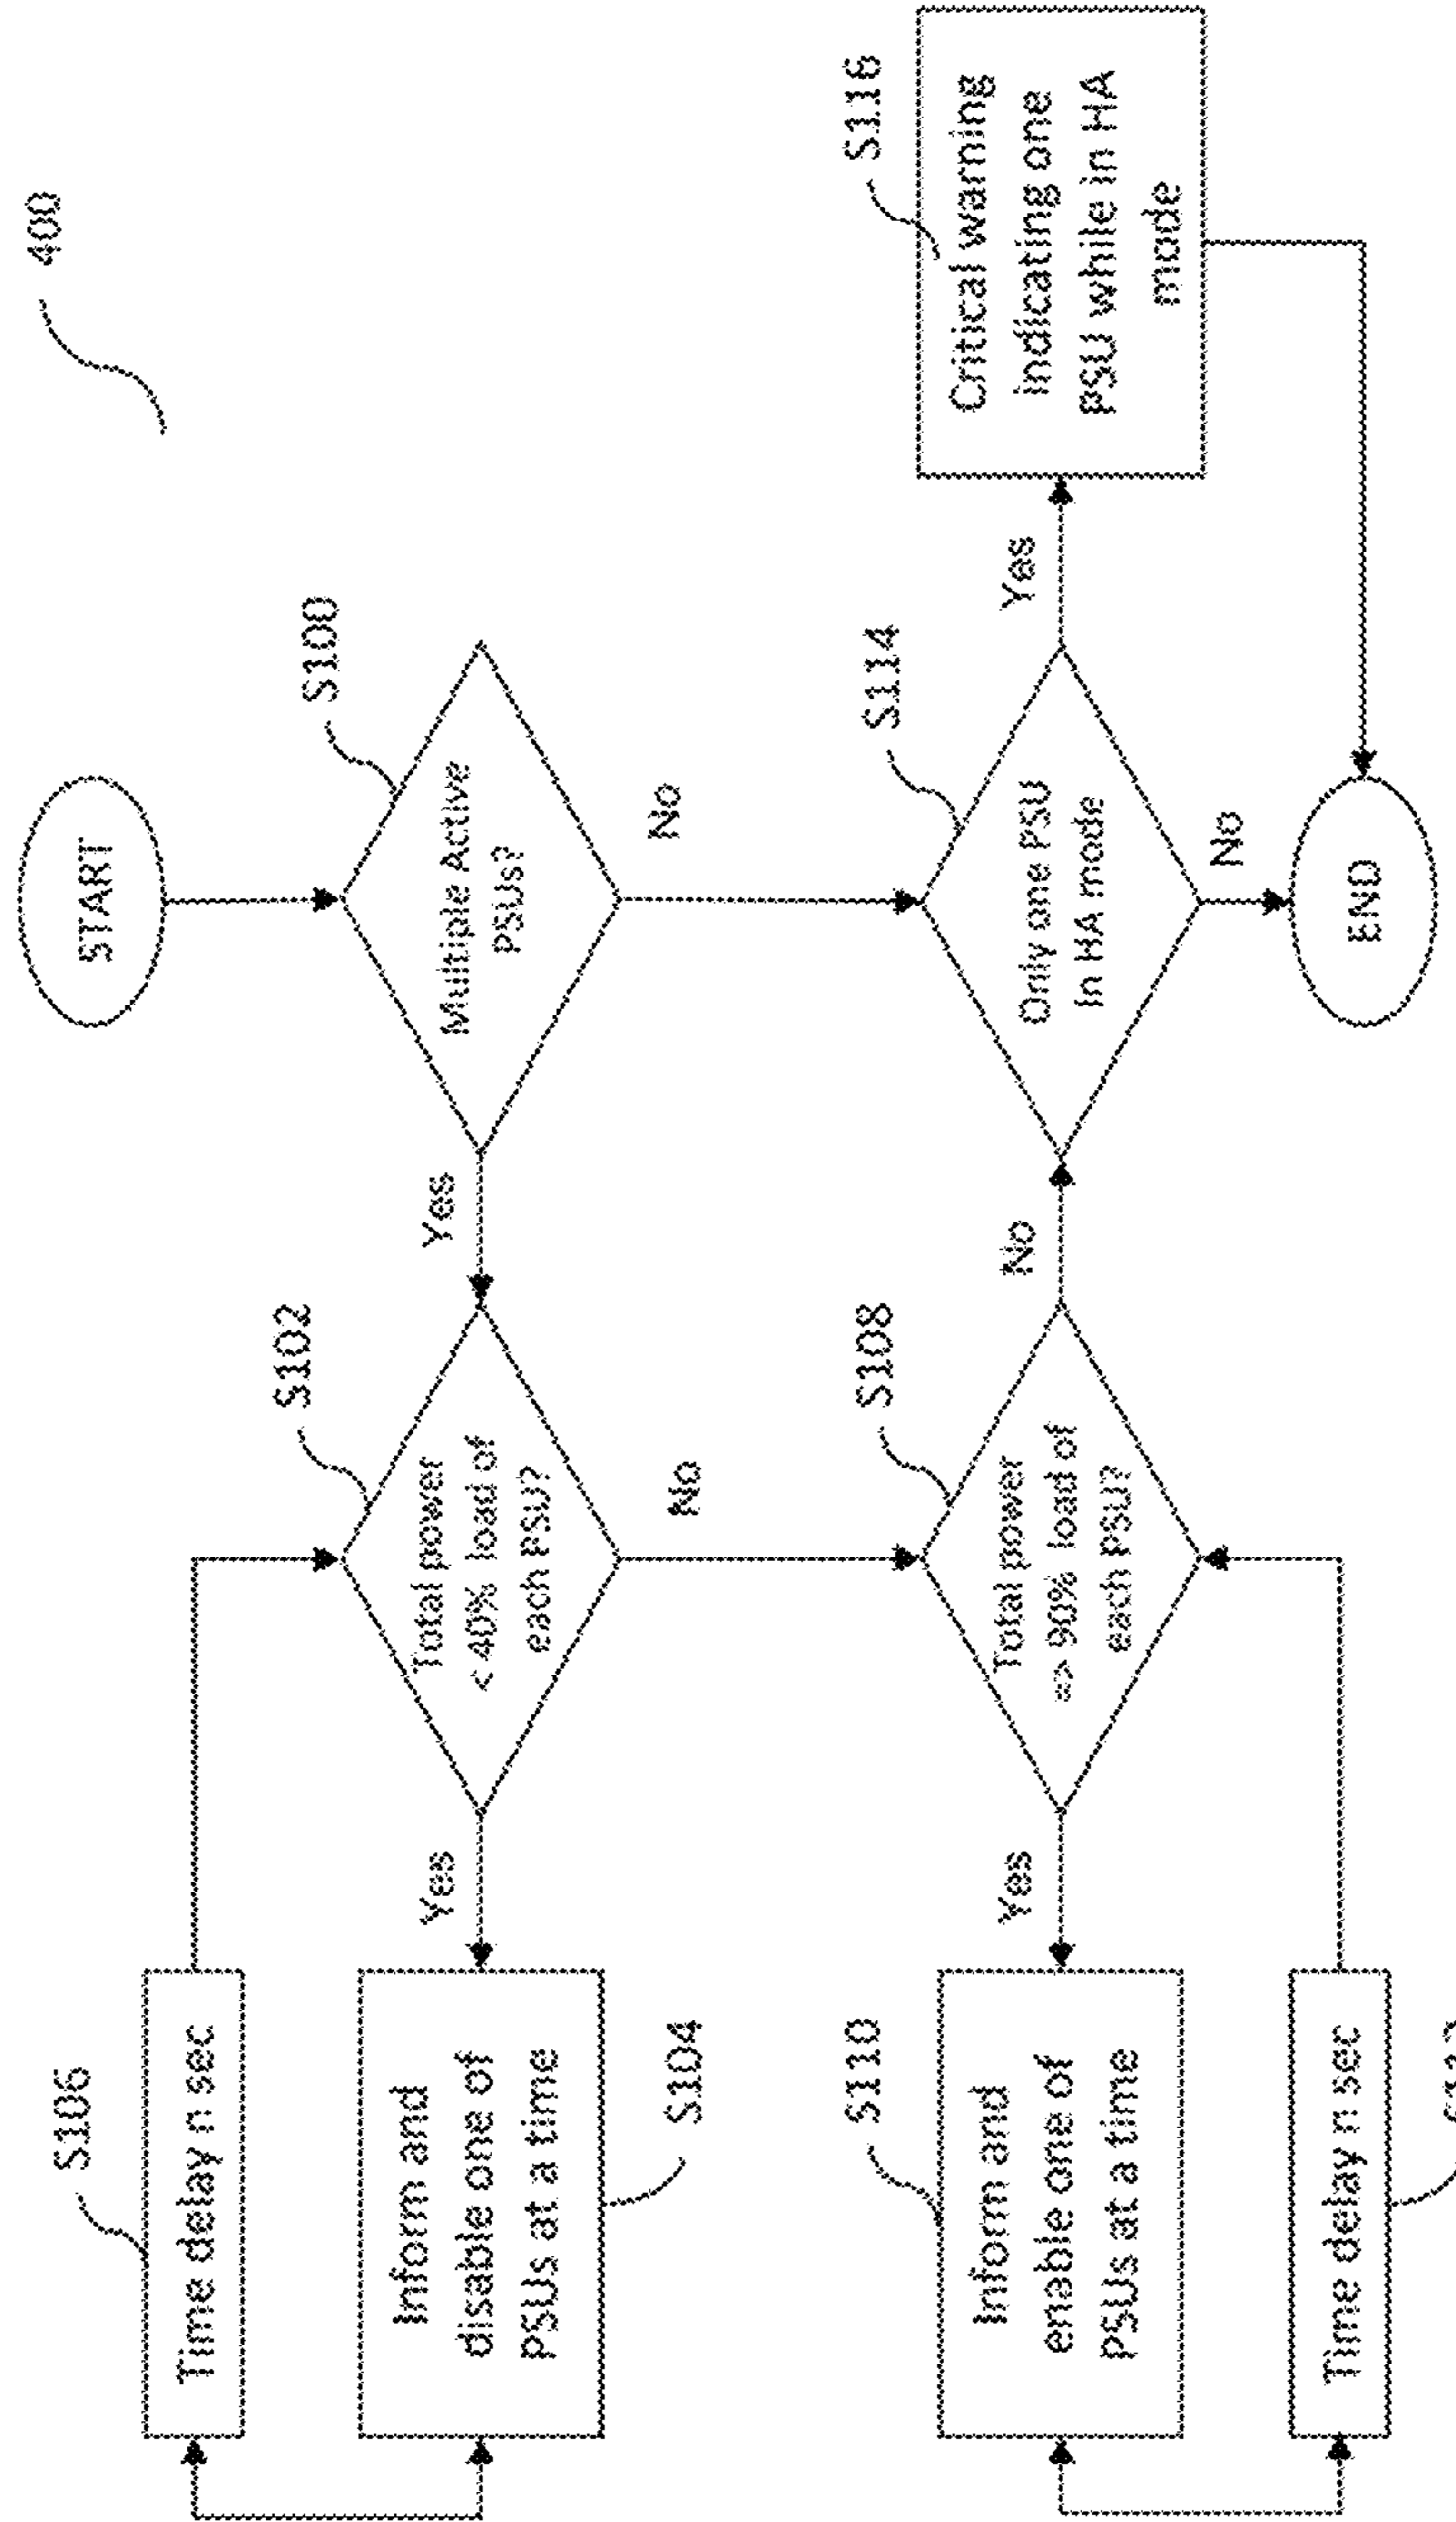 400
START
S100
Multiple Active
PSUs?
Yes
No
S102
Total power
< 40% load of
each PSU?
Yes
No
S106
Time delay n sec
Inform and
disable one of
PSUs at a time
S104
S108
Total power
=> 90% load of
each PSU?
Yes
No
S110
Inform and
enable one of
PSUs at a time
Time delay n sec
S114
Only one PSU
in HA mode
Yes
No
S116
Critical warning
indicating one
PSU while in HA
mode
END